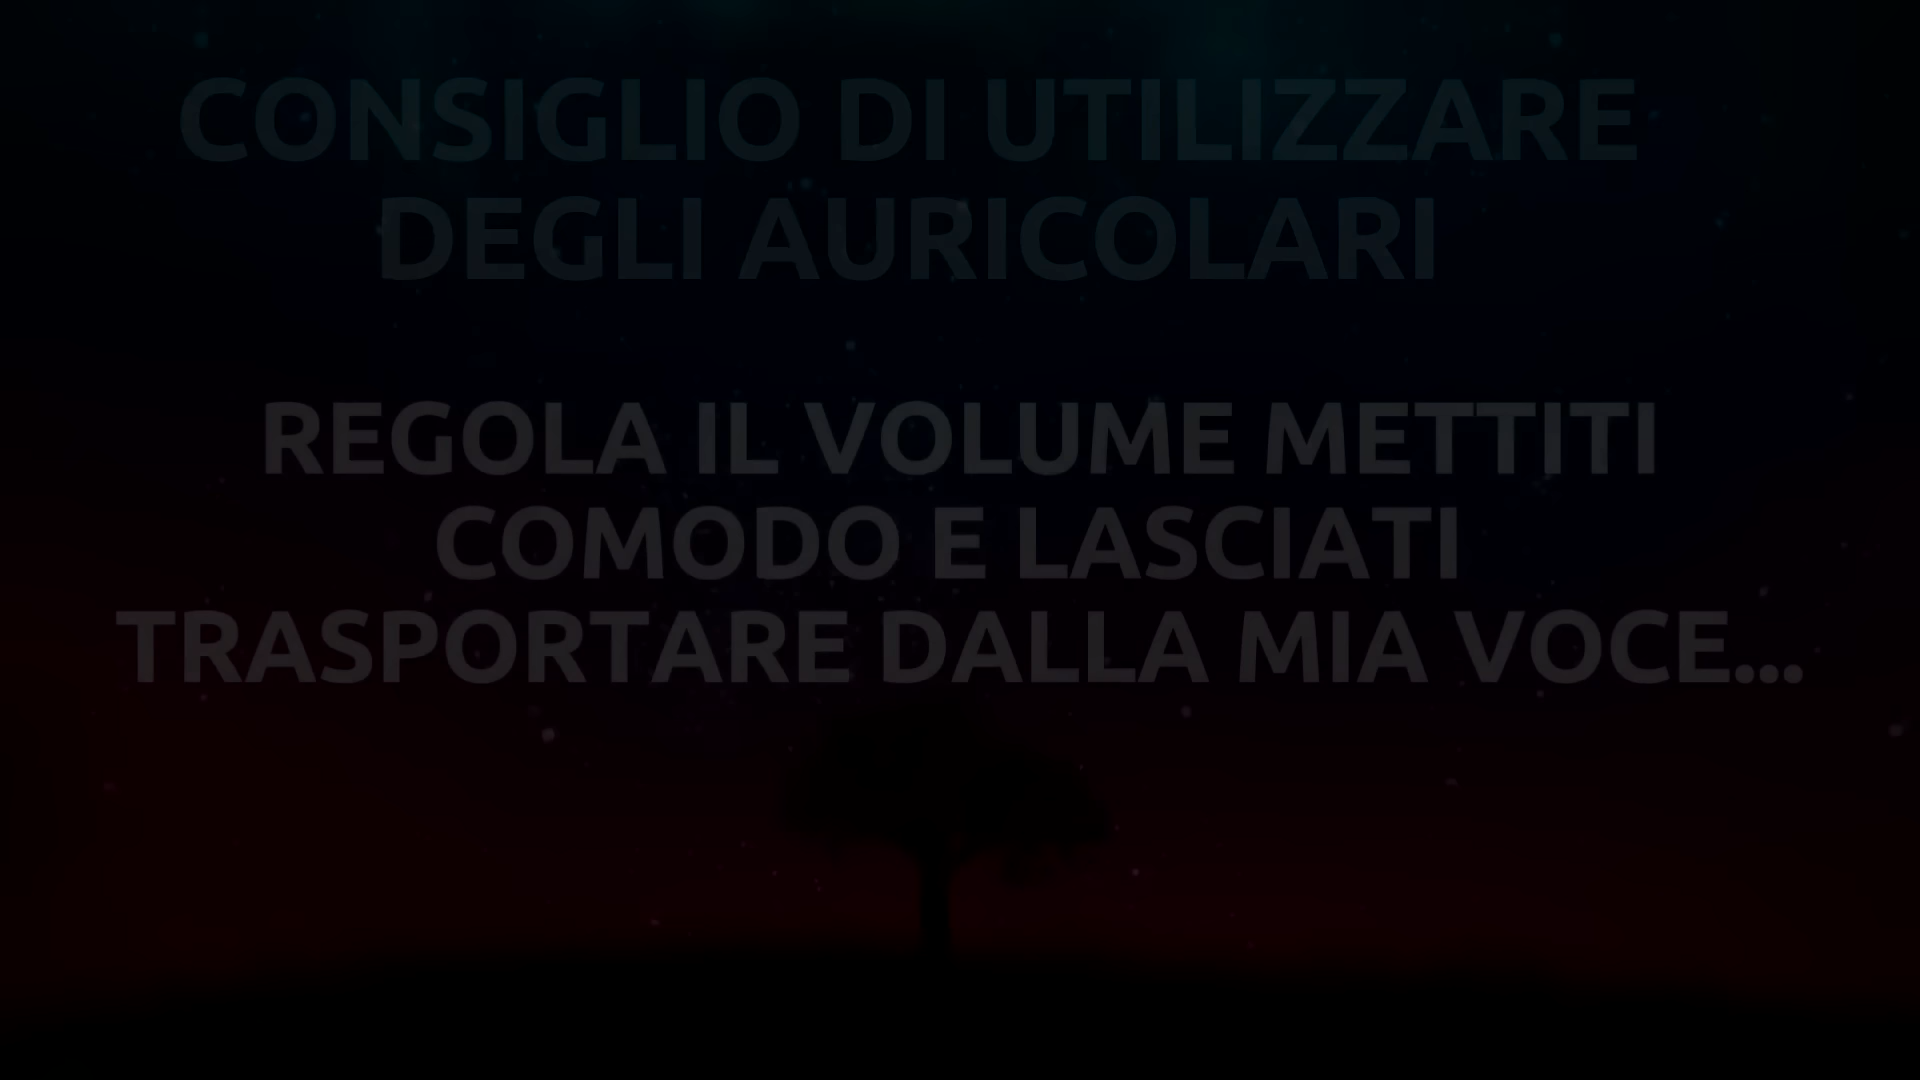 CONSIGLIO DI UTILIZZARE
DEGLI AURICOLARI
REGOLA IL VOLUME METTITI
COMODO E LASCIATI
TRASPORTARE DALLA MIA VOCE...